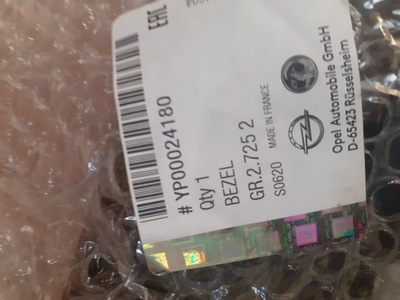 EAC
# YP00024180
Qty 1
BEZEL
GR.2.725 2
S0620 MADE IN FRANCE
Opel Automobile GmbH
D-65423 Rüsselsheim